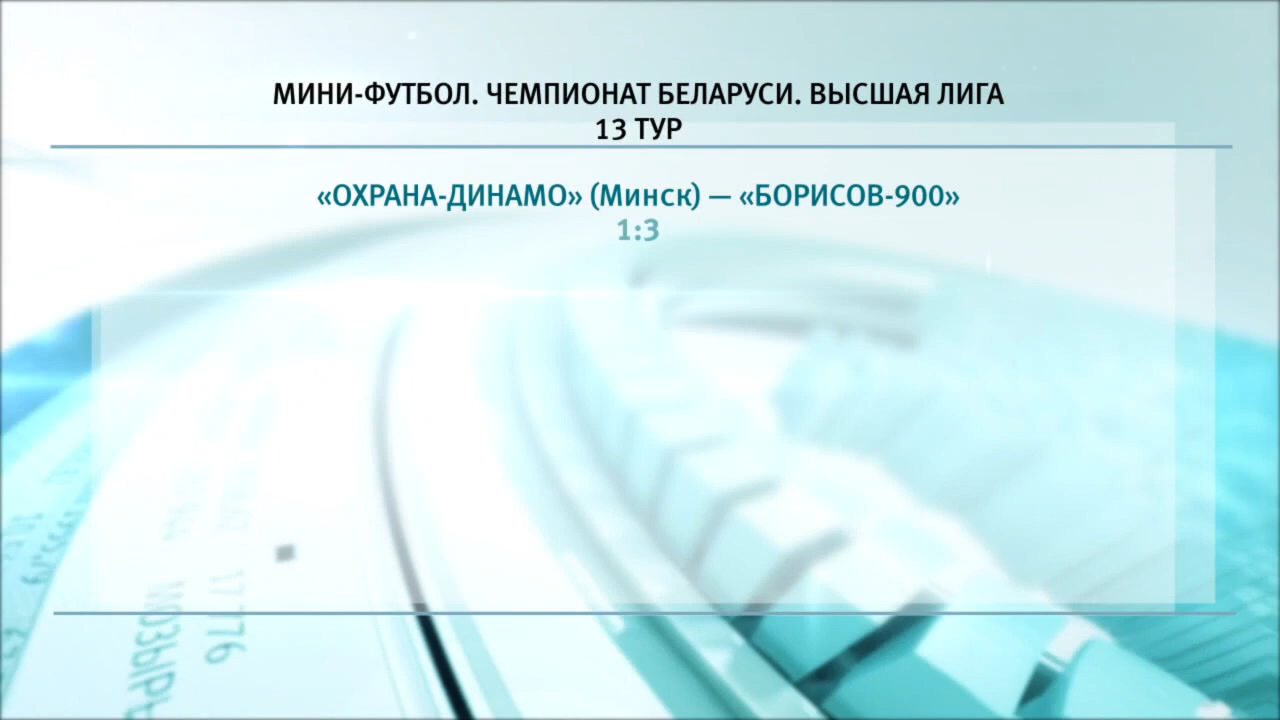 МИНИ-ФУТБОЛ. ЧЕМПИОНАТ БЕЛАРУСИ. ВЫСШАЯ ЛИГА
13 ТУР
«ОХРАНА-ДИНАМО» (Минск) — «БОРИСОВ-900»
1:3